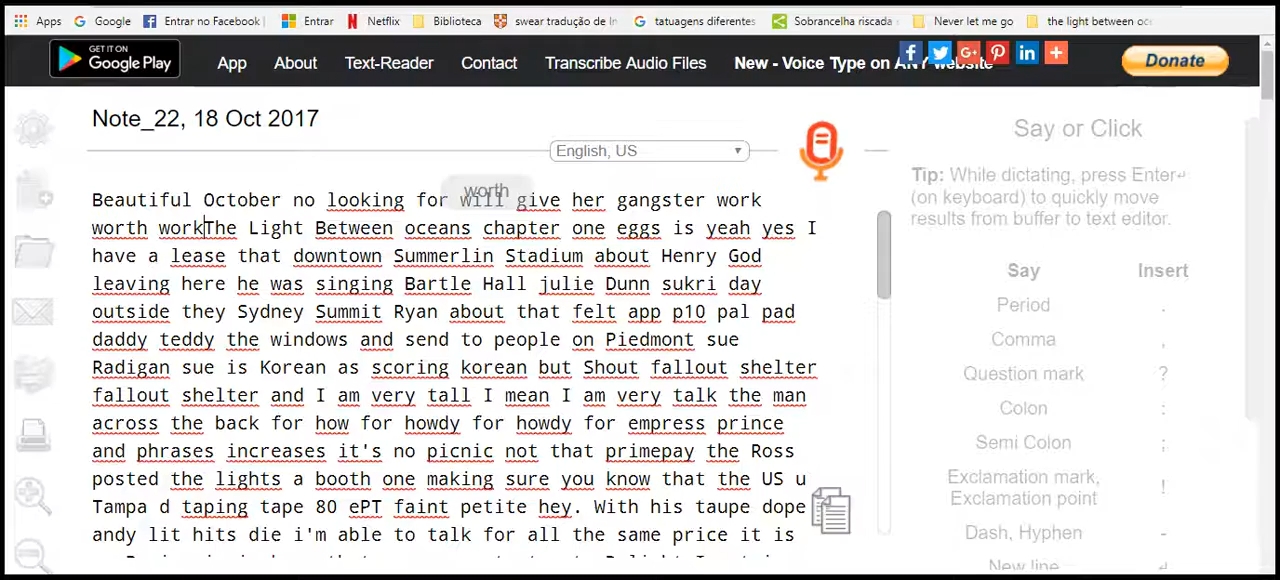 Apps Google Entrar no Facebook Entrar Netflix Biblioteca swear tradução de In tatuagens diferentes Sobrancelha riscada Never let me go the light between oc
GET IT ON
Google Play
App About Text-Reader Contact Transcribe Audio Files New - Voice Type on ANY website
Donate
Note_22, 18 Oct 2017
English, US
worth
Beautiful October no looking for will give her gangster work
worth workThe Light Between oceans chapter one eggs is yeah yes I
have a lease that downtown Summerlin Stadium about Henry God
leaving here he was singing Bartle Hall julie Dunn sukri day
outside they Sydney Summit Ryan about that felt app p10 pal pad
daddy teddy the windows and send to people on Piedmont sue
Radigan sue is Korean as scoring korean but Shout fallout shelter
fallout shelter and I am very tall I mean I am very talk the man
across the back for how for howdy for howdy for empress prince
and phrases increases it's no picnic not that primepay the Ross
posted the lights a booth one making sure you know that the US u
Tampa d taping tape 80 ePT faint petite hey. With his taupe dope
andy lit hits die i'm able to talk for all the same price it is
Say or Click
Tip: While dictating, press Enter↵
(on keyboard) to quickly move
results from buffer to text editor.
Say Insert
Period .
Comma ,
Question mark ?
Colon :
Semi Colon ;
Exclamation mark,
Exclamation point !
Dash, Hyphen -
New line ↵